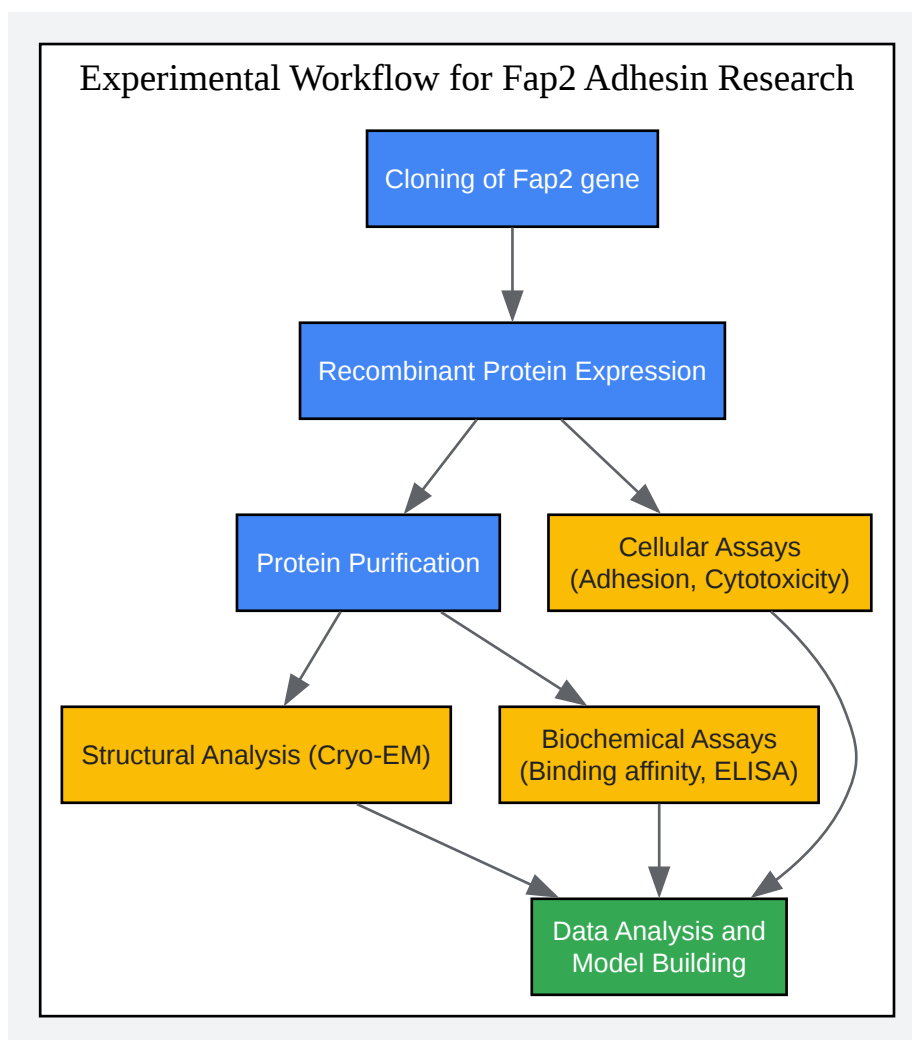 Experimental Workflow for Fap2 Adhesin Research
Cloning of Fap2 gene
Recombinant Protein Expression
Protein Purification
Cellular Assays
(Adhesion, Cytotoxicity)
Structural Analysis (Cryo-EM)
Biochemical Assays
(Binding affinity, ELISA)
Data Analysis and
Model Building